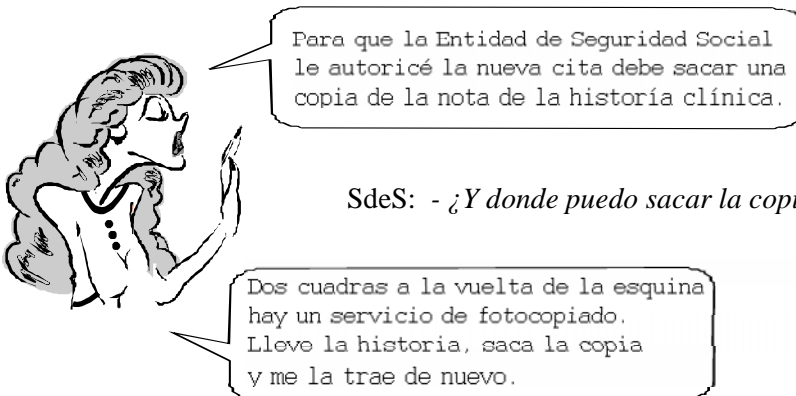 Para que la Entidad de Seguridad Social
le autoricé la nueva cita debe sacar una
copia de la nota de la historía clínica.
SdeS: - ¿Y donde puedo sacar la copi
Dos cuadras a la vuelta de la esquina
hay un servicio de fotocopiado.
Lleve la historia, saca la copia
y me la trae de nuevo.